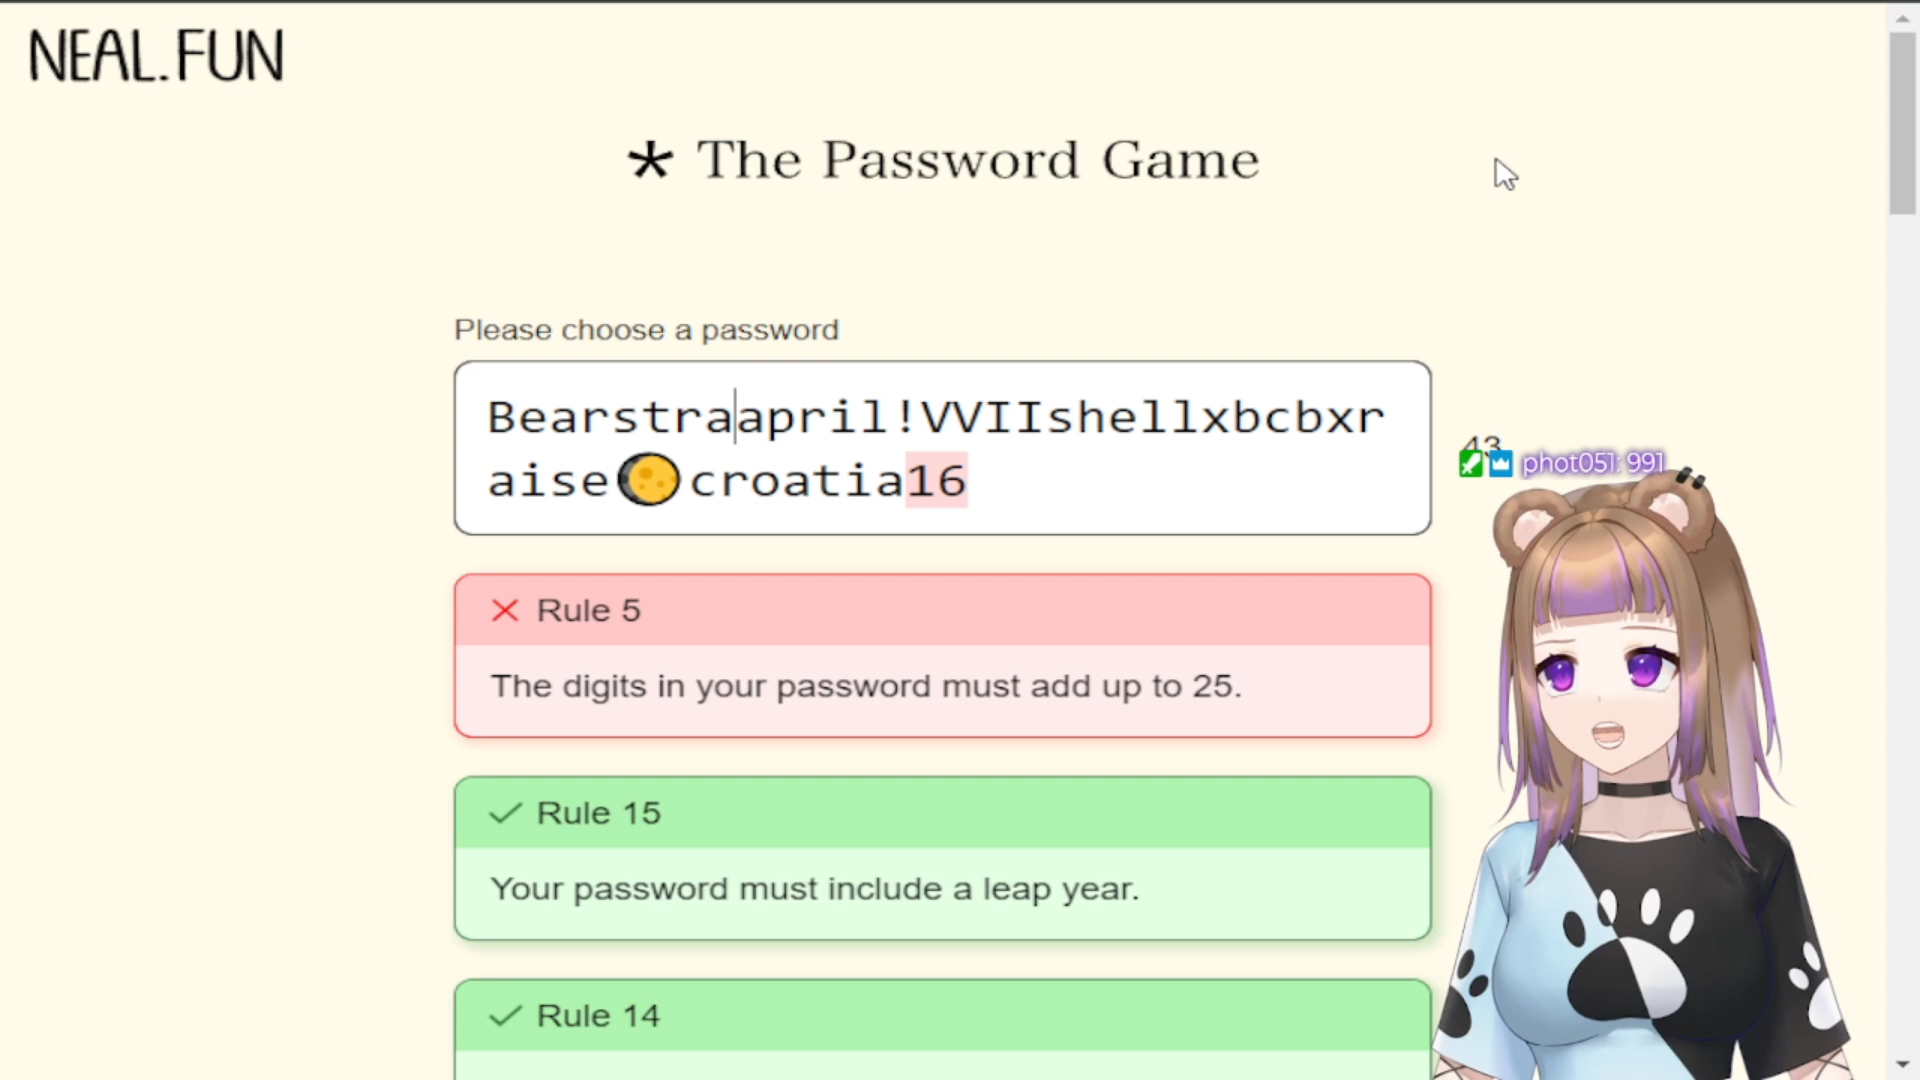 NEAL.FUN
* The Password Game
Please choose a password
Bearstraapril!VVIIshellxbcbxr
aise🌖croatia16
43
phot051: 991
Rule 5
The digits in your password must add up to 25.
Rule 15
Your password must include a leap year.
Rule 14